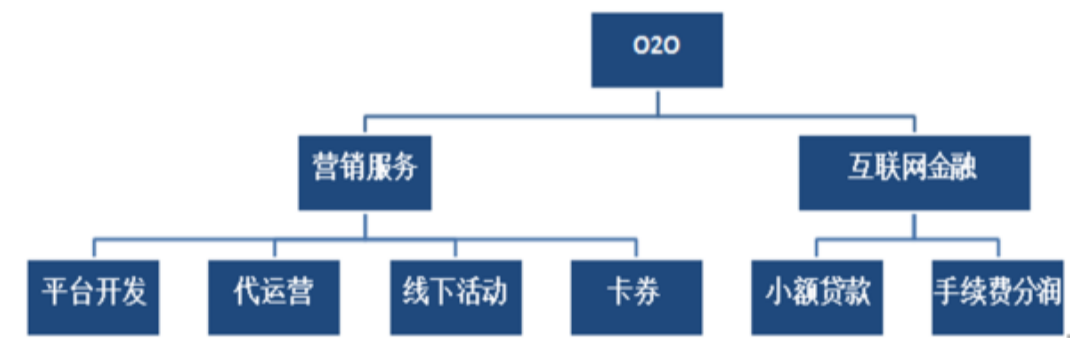 O2O
营销服务
互联网金融
平台开发
代运营
线下活动
卡券
小额贷款
手续费分润